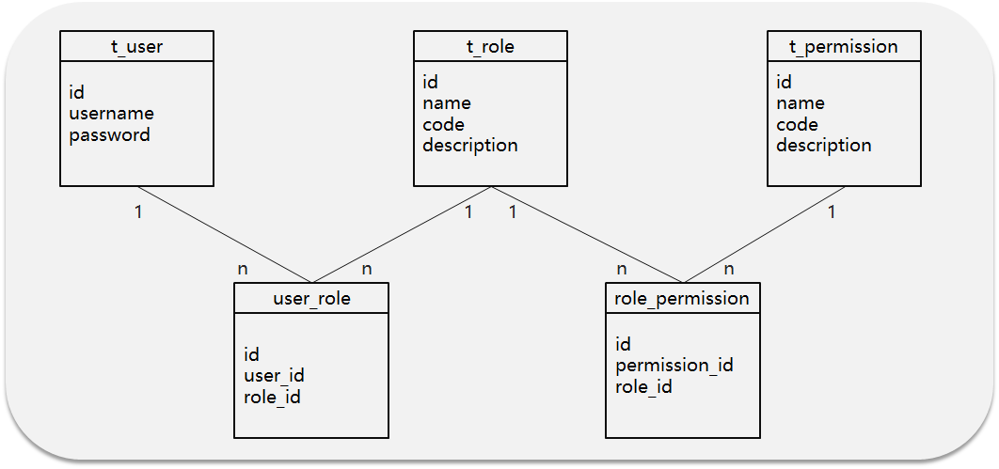 t_user
id
username
password
t_role
id
name
code
description
t_permission
id
name
code
description
1
1
1
1
n
n
n
n
user_role
id
user_id
role_id
role_permission
id
permission_id
role_id